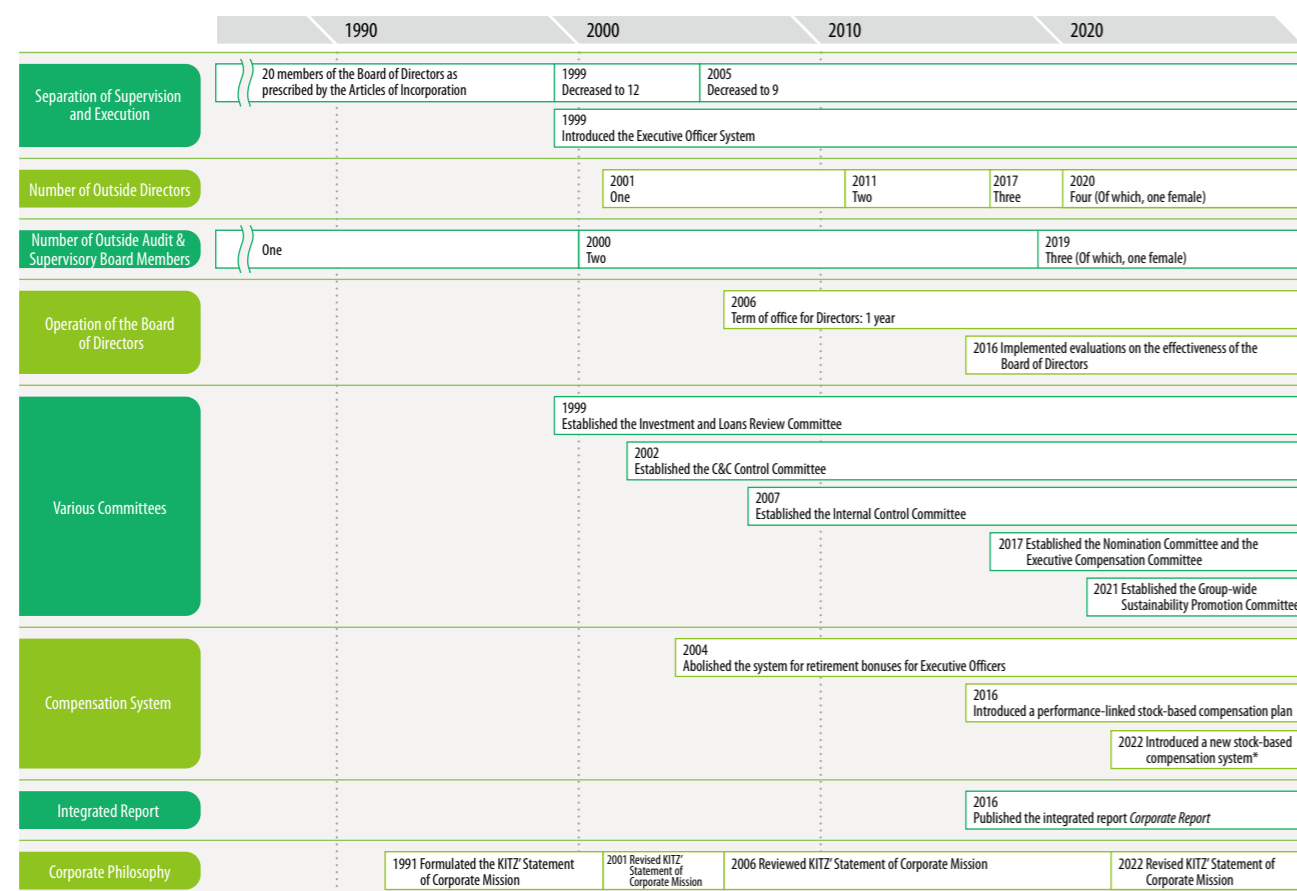 1990
2000
2010
2020
Separation of Supervision
and Execution
20 members of the Board of Directors as
prescribed by the Articles of Incorporation
1999
Decreased to 12
2005
Decreased to 9
1999
Introduced the Executive Officer System
Number of Outside Directors
2001
One
2011
Two
2017
Three
2020
Four (Of which, one female)
Number of Outside Audit &
Supervisory Board Members
One
2000
Two
2019
Three (Of which, one female)
Operation of the Board
of Directors
2006
Term of office for Directors: 1 year
2016 Implemented evaluations on the effectiveness of the
Board of Directors
Various Committees
1999
Established the Investment and Loans Review Committee
2002
Established the C&C Control Committee
2007
Established the Internal Control Committee
2017 Established the Nomination Committee and the
Executive Compensation Committee
2021 Established the Group-wide
Sustainability Promotion Committee
Compensation System
2004
Abolished the system for retirement bonuses for Executive Officers
2016
Introduced a performance-linked stock-based compensation plan
2022 Introduced a new stock-based
compensation system*
Integrated Report
2016
Published the integrated report Corporate Report
Corporate Philosophy
1991 Formulated the KITZ' Statement
of Corporate Mission
2001 Revised KITZ'
Statement of
Corporate Mission
2006 Reviewed KITZ' Statement of Corporate Mission
2022 Revised KITZ' Statement of
Corporate Mission